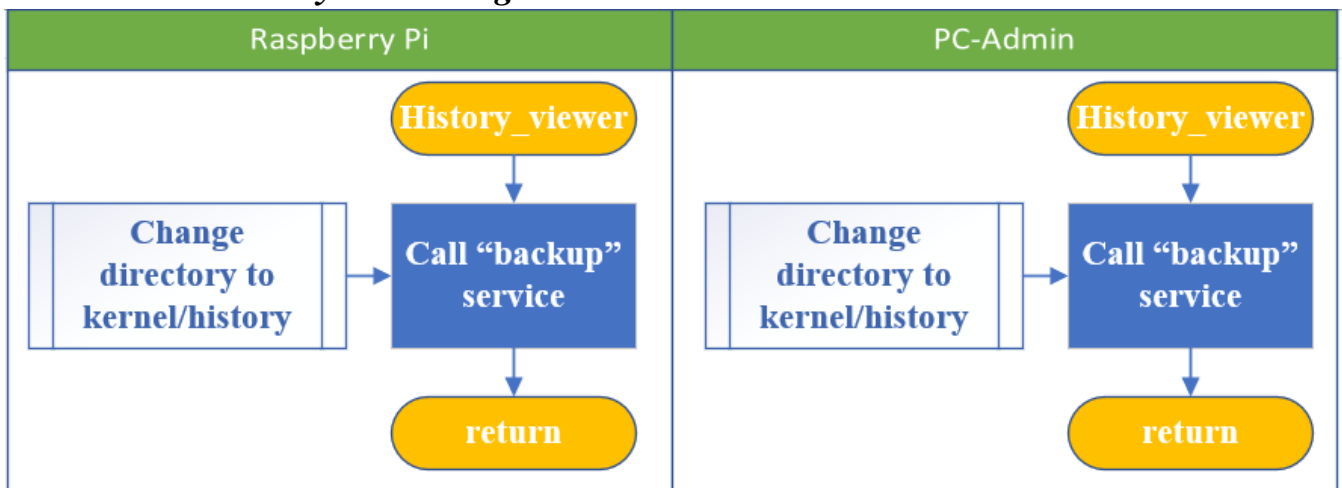 Raspberry Pi
PC-Admin
History_viewer
Change
directory to
kernel/history
Call “backup”
service
return
History_viewer
Change
directory to
kernel/history
Call “backup”
service
return